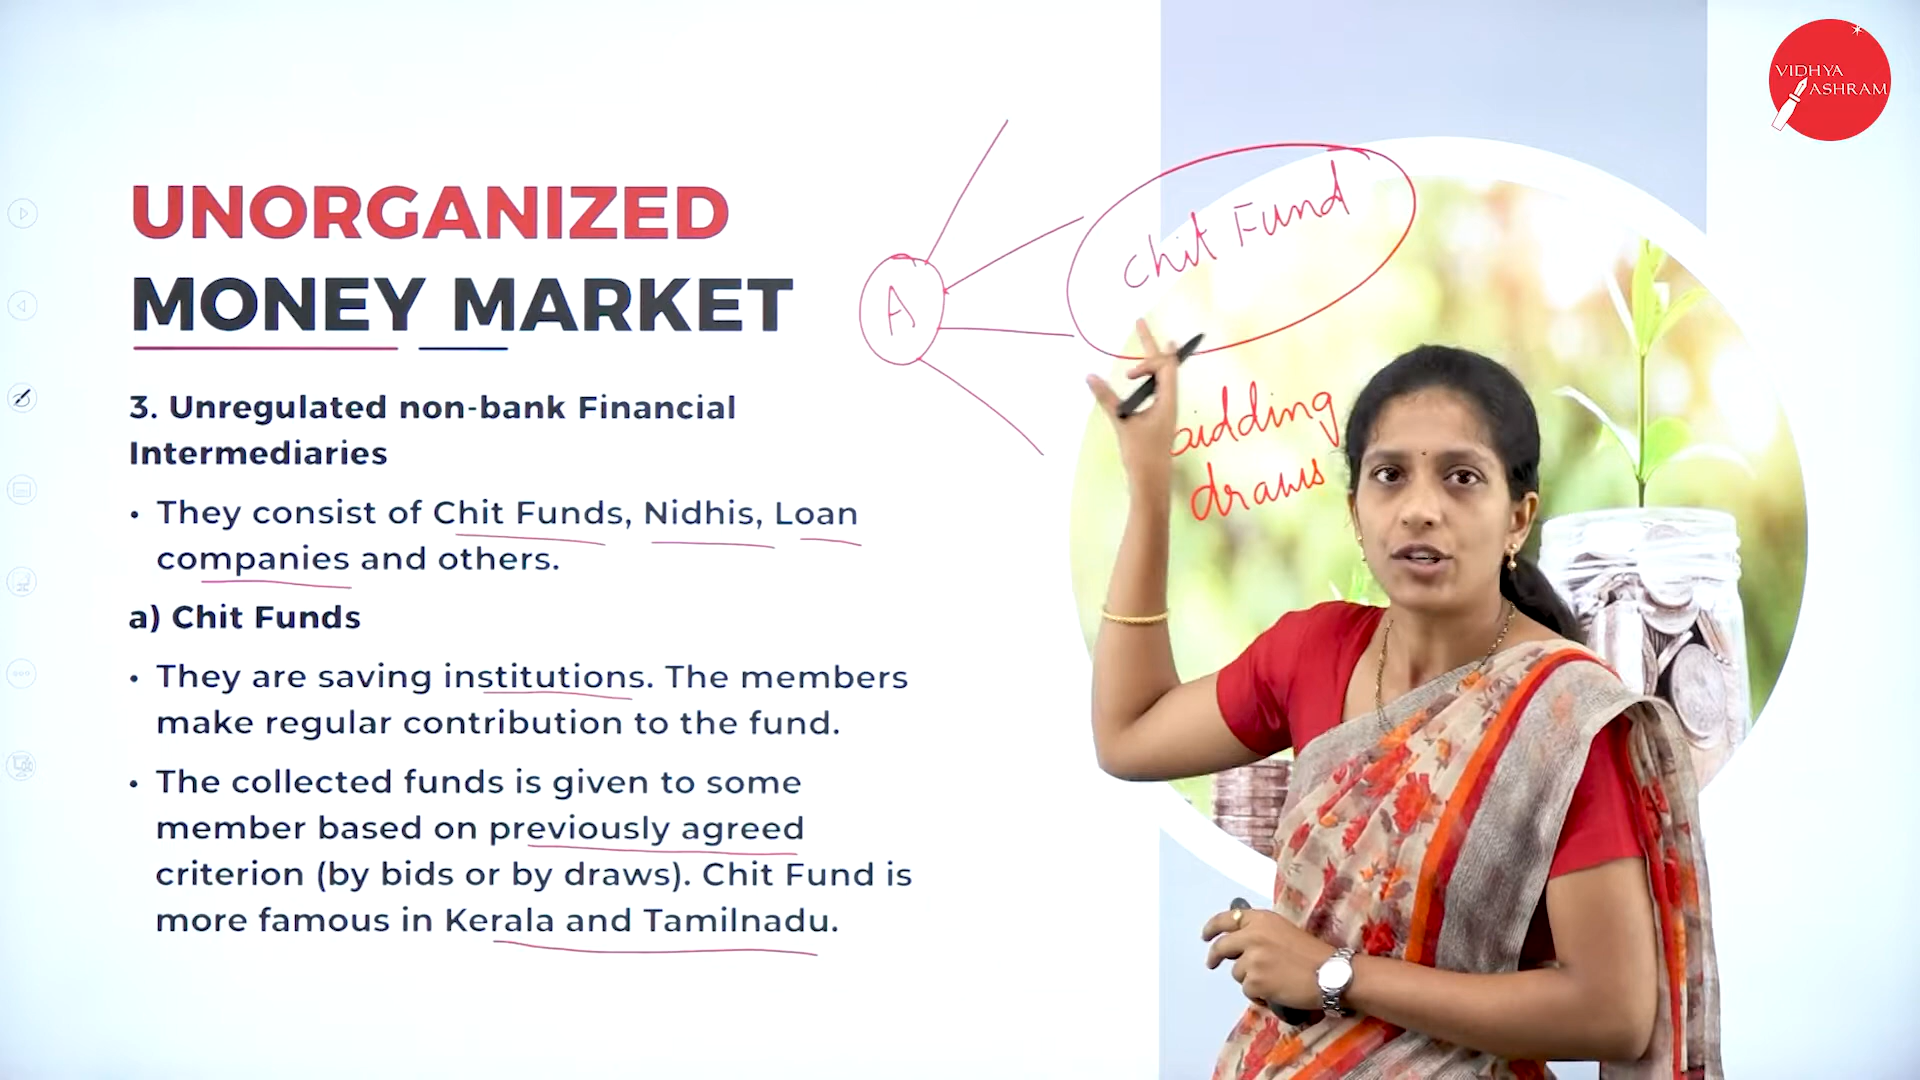 VIDHYA
ASHRAM
UNORGANIZED
MONEY MARKET
3. Unregulated non-bank Financial
Intermediaries
• They consist of Chit Funds, Nidhis, Loan
companies and others.
a) Chit Funds
• They are saving institutions. The members
make regular contribution to the fund.
• The collected funds is given to some
member based on previously agreed
criterion (by bids or by draws). Chit Fund is
more famous in Kerala and Tamilnadu.
A
Chit Fund
bidding
draws